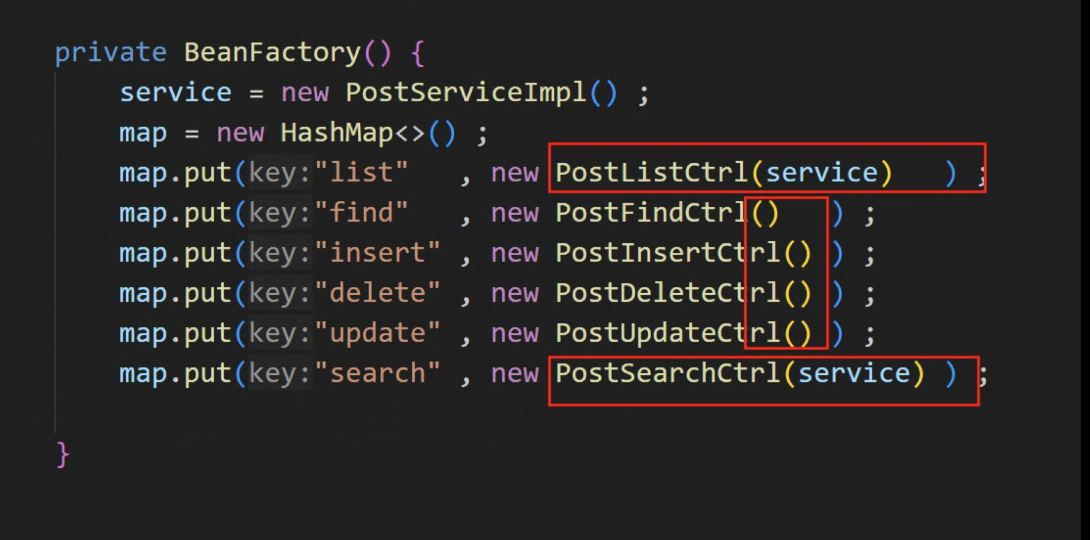 private BeanFactory() {
service = new PostServiceImpl() ;
map = new HashMap<>() ;
map.put(key:"list" , new PostListCtrl(service) ) ;
map.put(key:"find" , new PostFindCtrl() ) ;
map.put(key:"insert" , new PostInsertCtrl() ) ;
map.put(key:"delete" , new PostDeleteCtrl() ) ;
map.put(key:"update" , new PostUpdateCtrl() ) ;
map.put(key:"search" , new PostSearchCtrl(service) ) ;
}